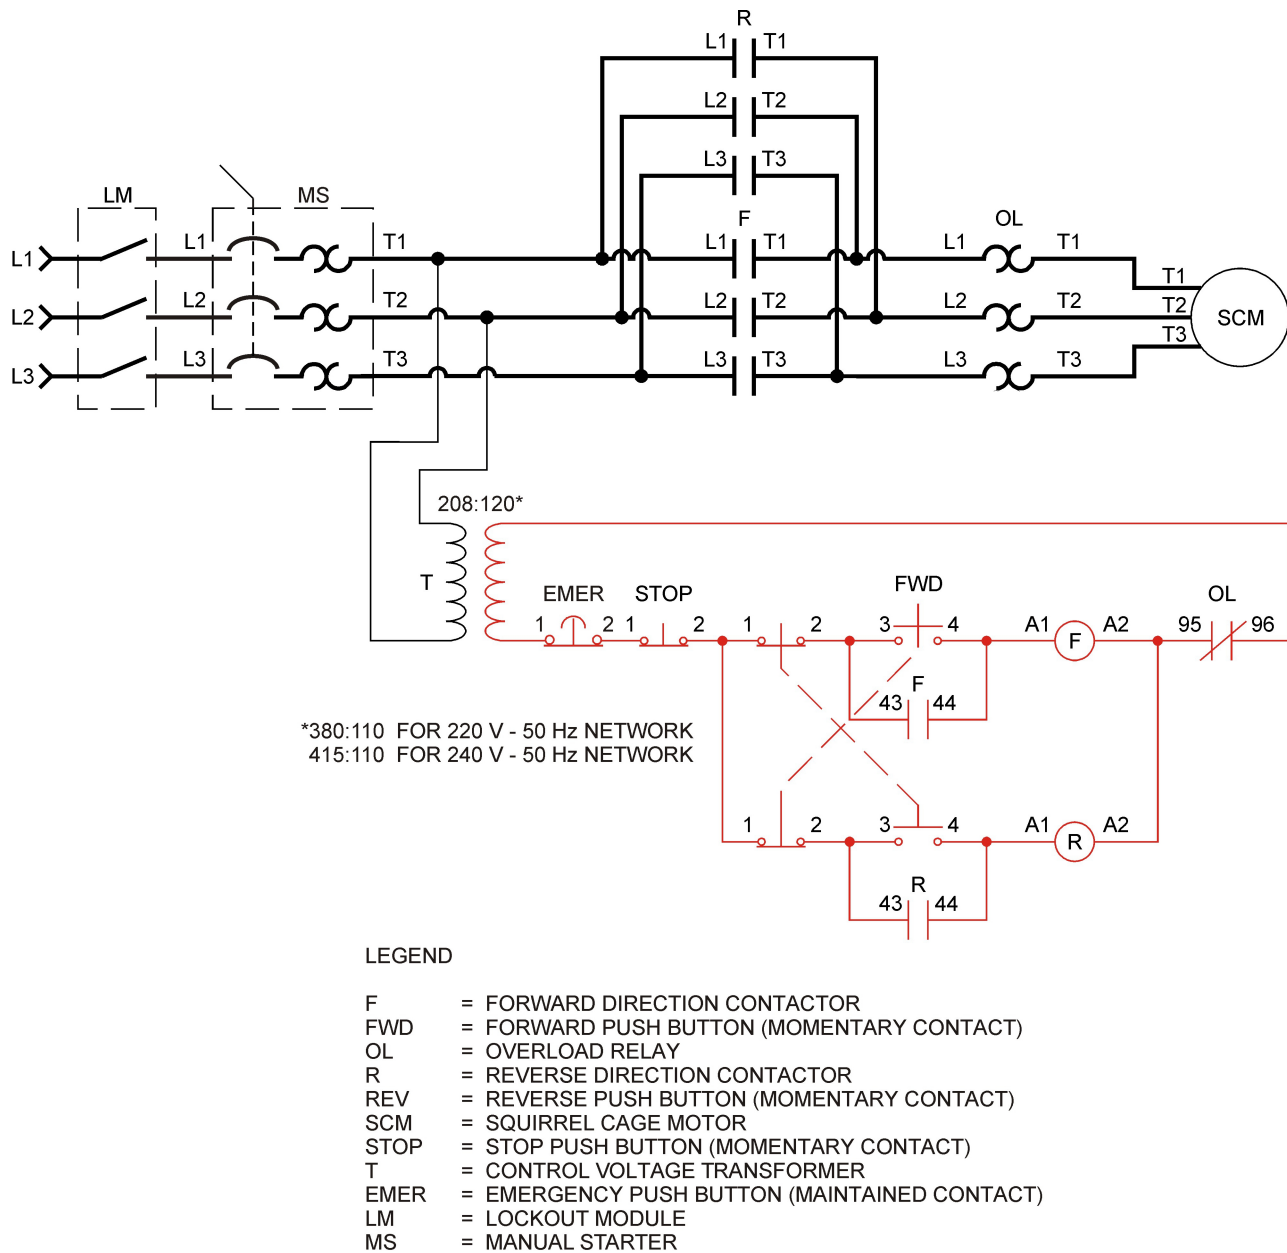 R
L1 T1
L2 T2
L3 T3
LM MS F OL
L1 L1 T1 L1 T1 L1 T1 T1
L2 L2 T2 L2 T2 L2 T2 T2 SCM
L3 L3 T3 L3 T3 L3 T3 T3
208:120*
T
EMER STOP FWD OL
1 2 1 2 1 2 3 4 A1 F A2 95 96
F
43 44
*380:110 FOR 220 V - 50 Hz NETWORK
415:110 FOR 240 V - 50 Hz NETWORK
1 2 3 4 A1 R A2
R
43 44
LEGEND
F = FORWARD DIRECTION CONTACTOR
FWD = FORWARD PUSH BUTTON (MOMENTARY CONTACT)
OL = OVERLOAD RELAY
R = REVERSE DIRECTION CONTACTOR
REV = REVERSE PUSH BUTTON (MOMENTARY CONTACT)
SCM = SQUIRREL CAGE MOTOR
STOP = STOP PUSH BUTTON (MOMENTARY CONTACT)
T = CONTROL VOLTAGE TRANSFORMER
EMER = EMERGENCY PUSH BUTTON (MAINTAINED CONTACT)
LM = LOCKOUT MODULE
MS = MANUAL STARTER